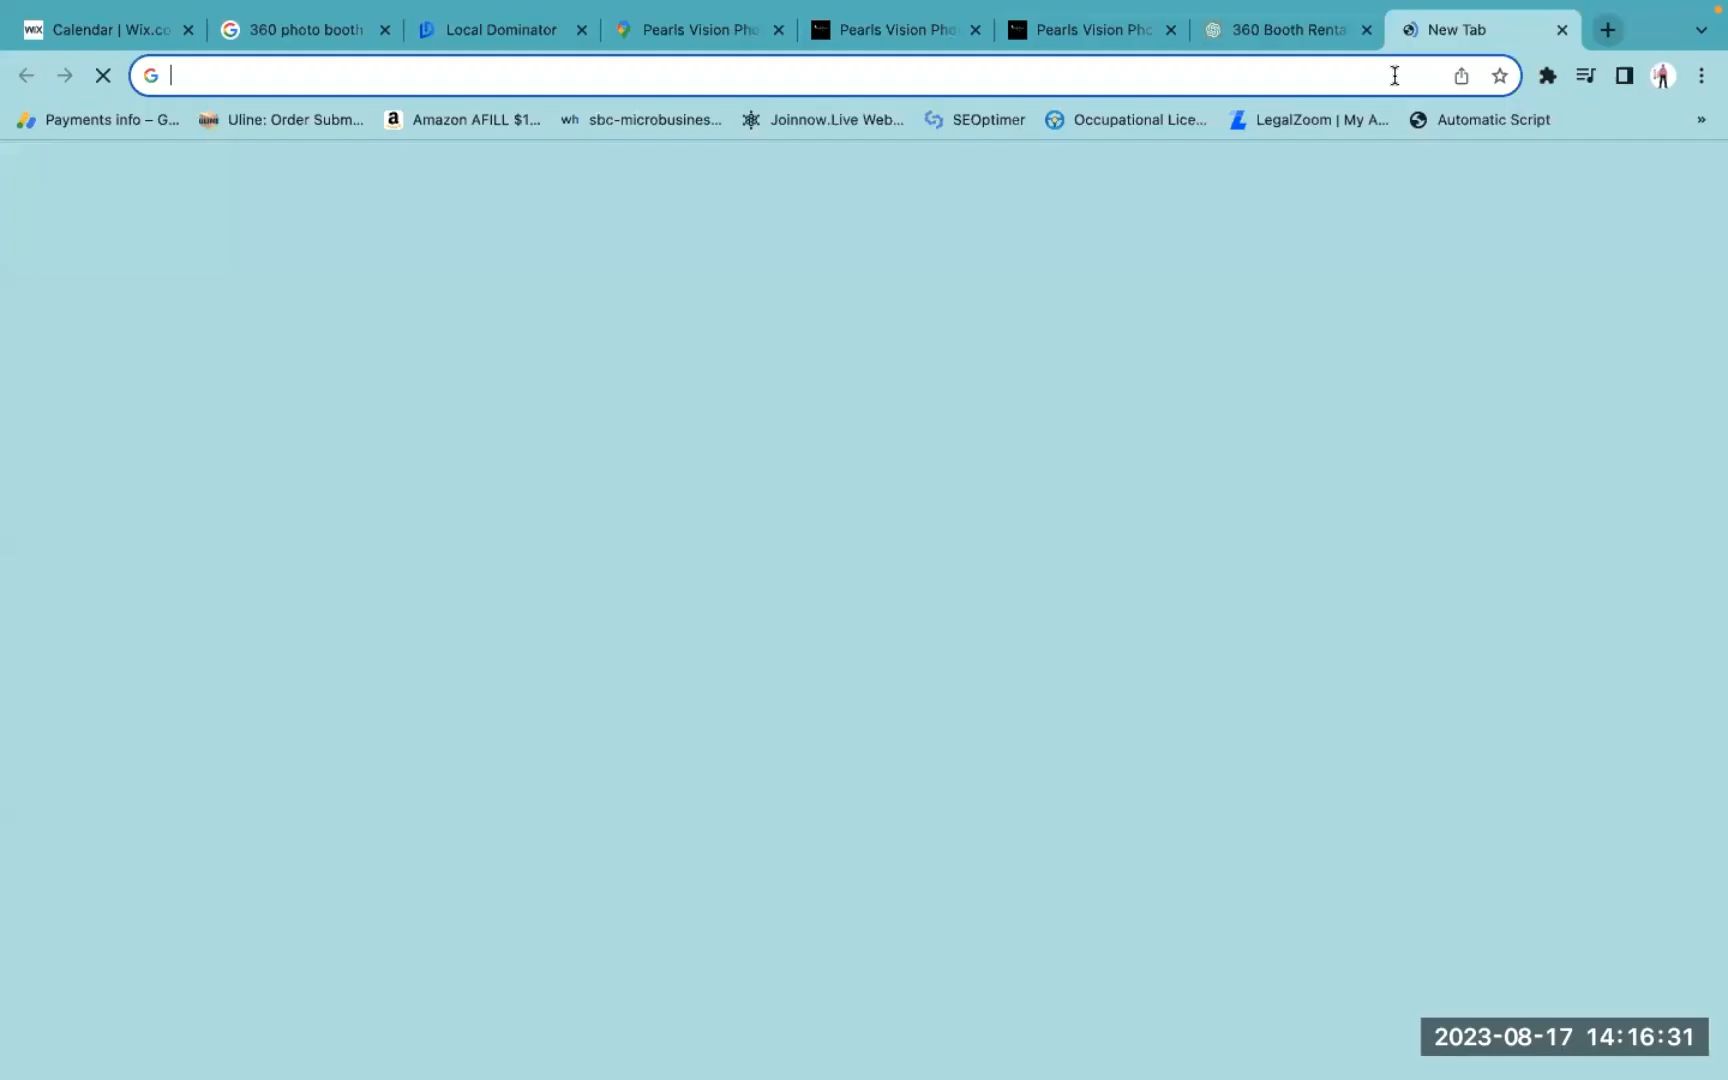 Calendar | Wix.co
360 photo booth
Local Dominator
Pearls Vision Pho
Pearls Vision Pho
Pearls Vision Pho
360 Booth Renta
New Tab
Payments info – G...
Uline: Order Subm...
Amazon AFILL $1...
sbc-microbusines...
Joinnow.Live Web...
SEOptimer
Occupational Lice...
LegalZoom | My A...
Automatic Script
2023-08-17 14:16:31